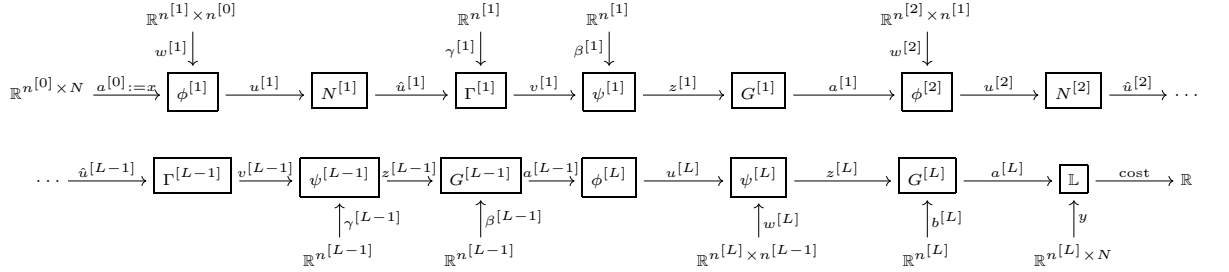 ℝ^{n^{[1]}×n^{[0]}} ℝ^{n^{[1]}} ℝ^{n^{[1]}} ℝ^{n^{[2]}×n^{[1]}}
w^{[1]} γ^{[1]} β^{[1]} w^{[2]}
ℝ^{n^{[0]}×N} a^{[0]}:=x φ^{[1]} u^{[1]} N^{[1]} û^{[1]} Γ^{[1]} v^{[1]} ψ^{[1]} z^{[1]} G^{[1]} a^{[1]} φ^{[2]} u^{[2]} N^{[2]} û^{[2]} ···
··· û^{[L-1]} Γ^{[L-1]} v^{[L-1]} ψ^{[L-1]} z^{[L-1]} G^{[L-1]} a^{[L-1]} φ^{[L]} u^{[L]} ψ^{[L]} z^{[L]} G^{[L]} a^{[L]} 𝕃 cost ℝ
γ^{[L-1]} β^{[L-1]} w^{[L]} b^{[L]} y
ℝ^{n^{[L-1]}} ℝ^{n^{[L-1]}} ℝ^{n^{[L]}×n^{[L-1]}} ℝ^{n^{[L]}} ℝ^{n^{[L]}×N}